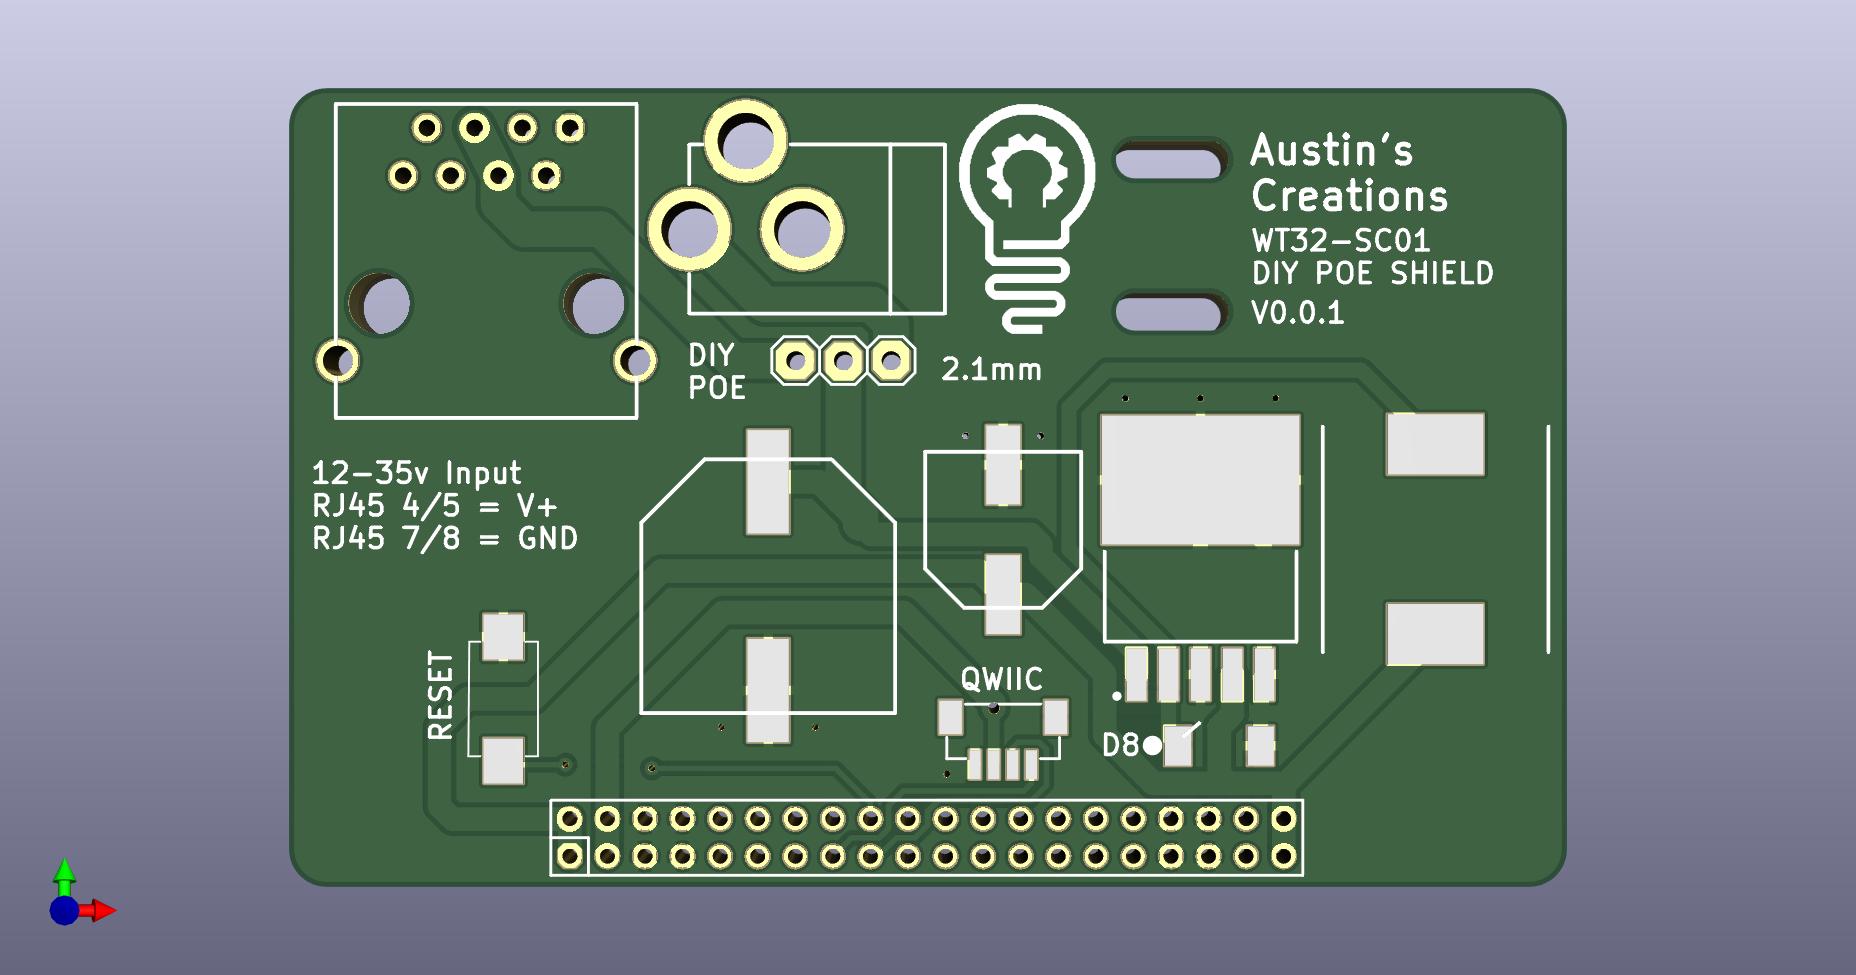 Austin's
Creations
WT32-SC01
DIY POE SHIELD
V0.0.1
DIY
POE
2.1mm
12-35v Input
RJ45 4/5 = V+
RJ45 7/8 = GND
RESET
QWIIC
D8